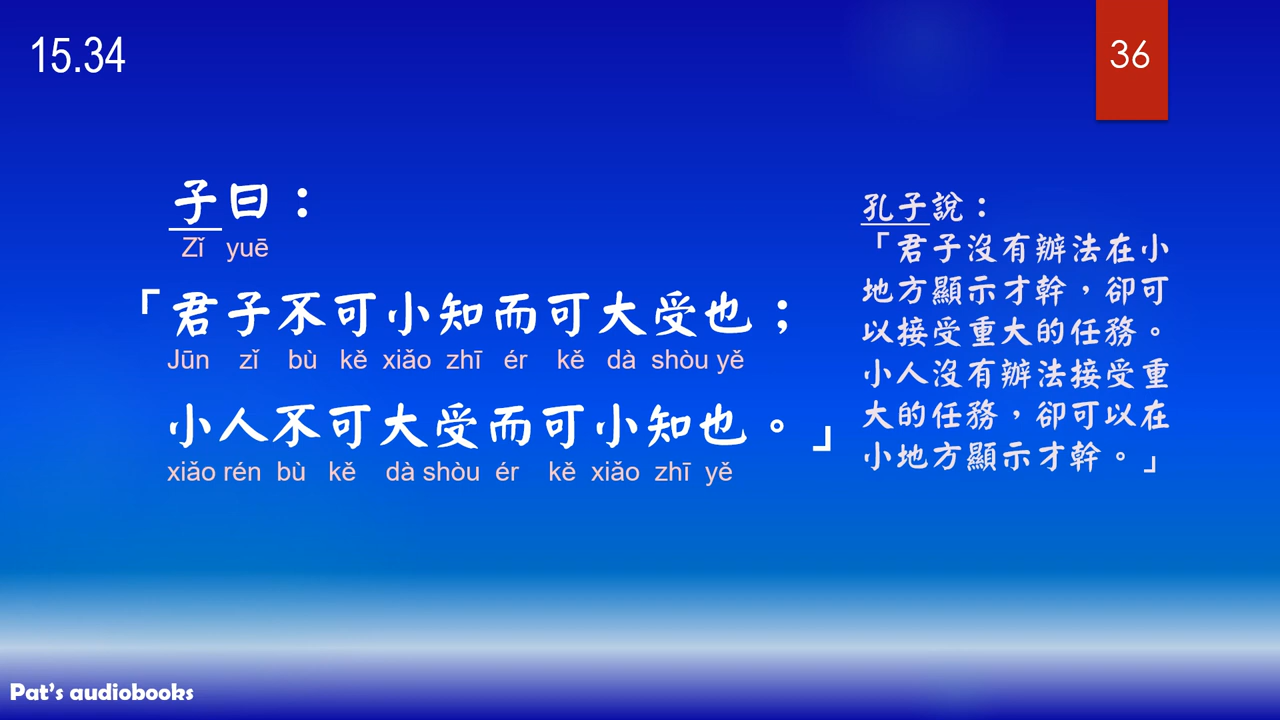 15.34
36
子曰：
Zǐ yuē
「君子不可小知而可大受也；
Jūn zǐ bù kě xiǎo zhī ér kě dà shòu yě
小人不可大受而可小知也。」
xiǎo rén bù kě dà shòu ér kě xiǎo zhī yě
孔子說：
「君子沒有辦法在小
地方顯示才幹，卻可
以接受重大的任務。
小人沒有辦法接受重
大的任務，卻可以在
小地方顯示才幹。」
Pat's audiobooks